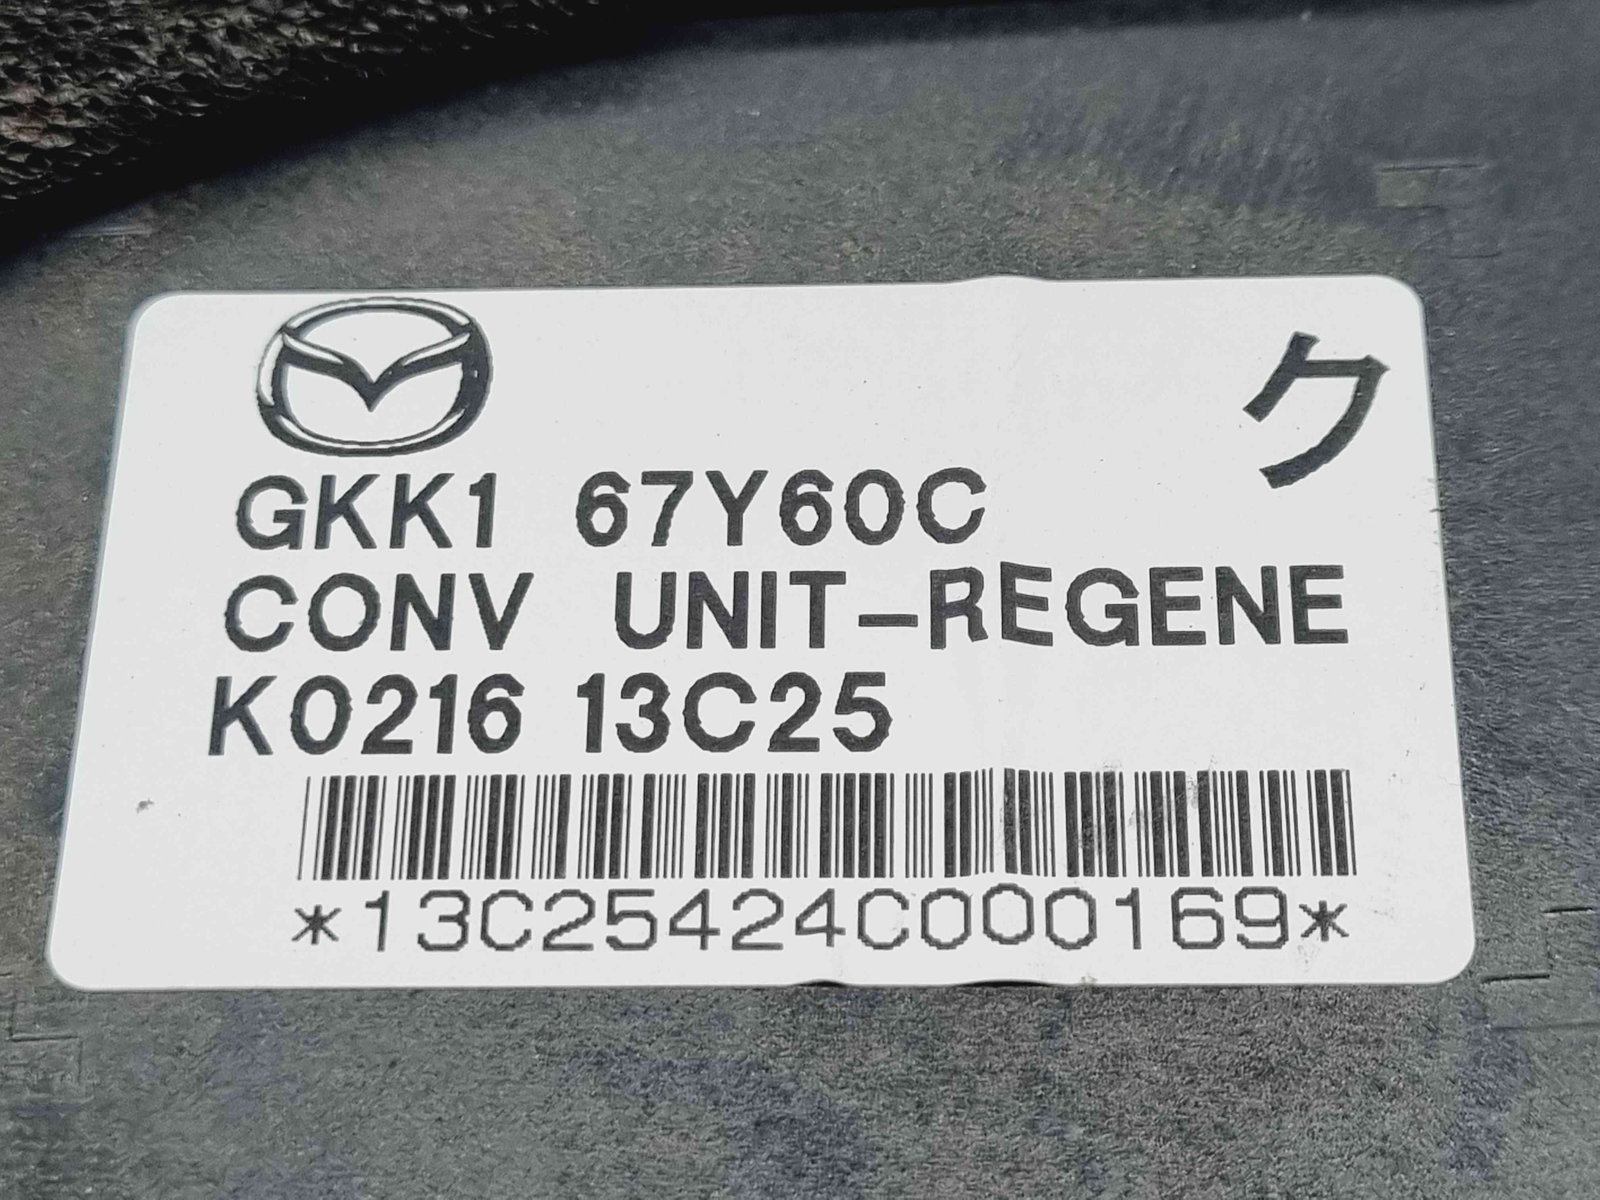 ク
GKK1 67Y60C
CONV UNIT-REGENE
K0216 13C25
*13C25424C000169*